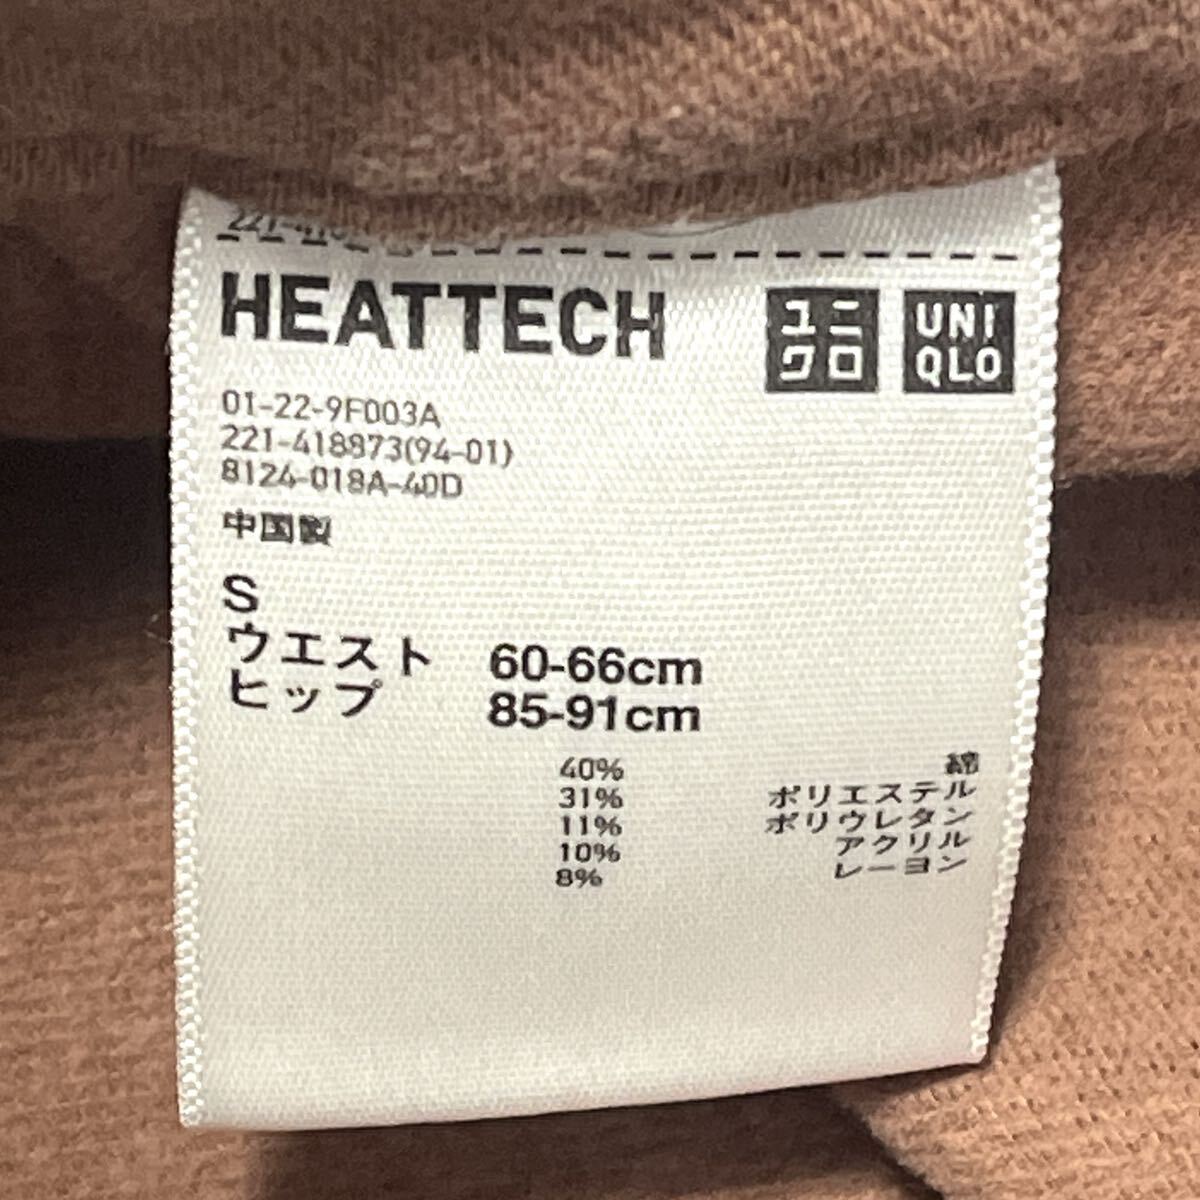 HEATTECH
ユニクロ
UNIQLO
01-22-9F003A
221-418873(94-01)
8124-018A-40D
中国製
S
ウエスト 60-66cm
ヒップ 85-91cm
40% 綿
31% ポリエステル
11% ポリウレタン
10% アクリル
8% レーヨン